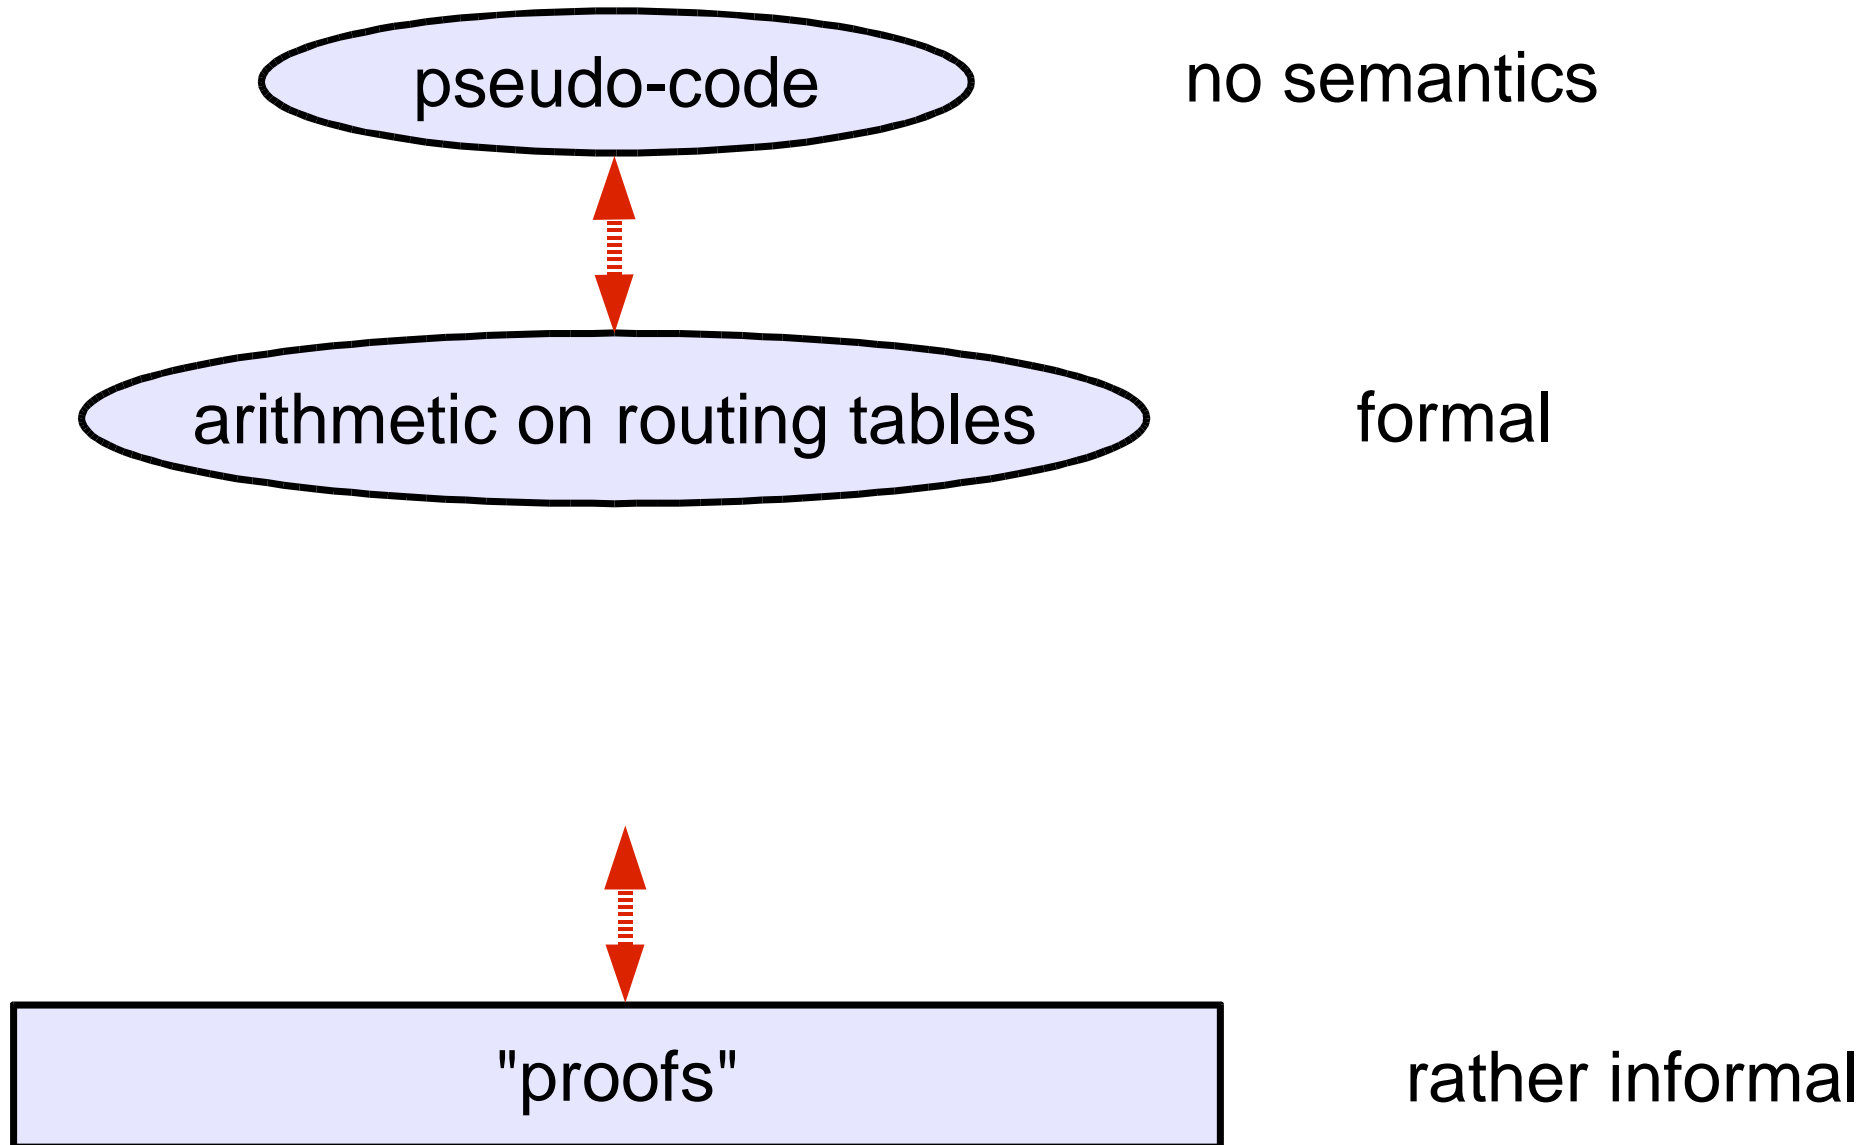 pseudo-code
no semantics
arithmetic on routing tables
formal
"proofs"
rather informal